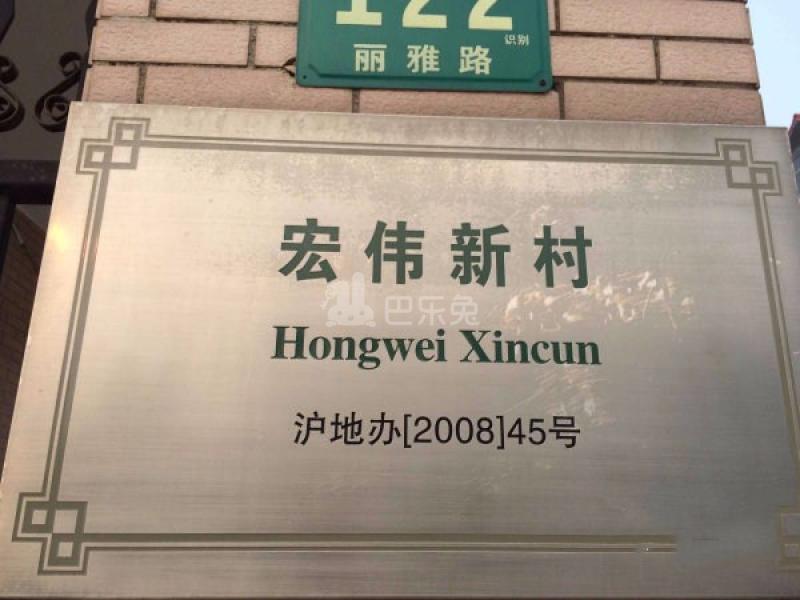 122
识别
丽雅路
宏伟新村
巴乐兔
Hongwei Xincun
沪地办[2008]45号